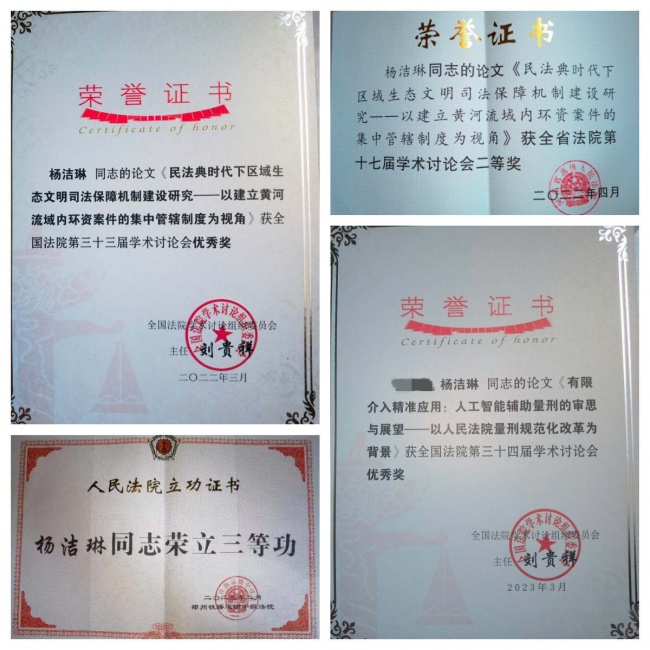 荣誉证书
Certificate of honor
杨洁琳 同志的论文《民法典时代下区域生
态文明司法保障机制建设研究——以建立黄河
流域内环资案件的集中管辖制度为视角》获全
国法院第三十三届学术讨论会优秀奖
全国法院学术讨论组织委员会
主任
刘贵祥
二〇二二年三月
荣誉证书
杨洁琳同志的论文《民法典时代下
区域生态文明司法保障机制建设研
究——以建立黄河流域内环资案件的
集中管辖制度为视角》获全省法院第
十七届学术讨论会二等奖
二〇二二年四月
荣誉证书
Certificate of honor
杨洁琳 同志的论文《有限
介入精准应用：人工智能辅助量刑的审思
与展望——以人民法院量刑规范化改革为
背景》获全国法院第三十四届学术讨论会
优秀奖
全国法院学术讨论组织委员会
主任
刘贵祥
2023年3月
人民法院立功证书
杨洁琳同志荣立三等功
郑州铁路运输中级法院